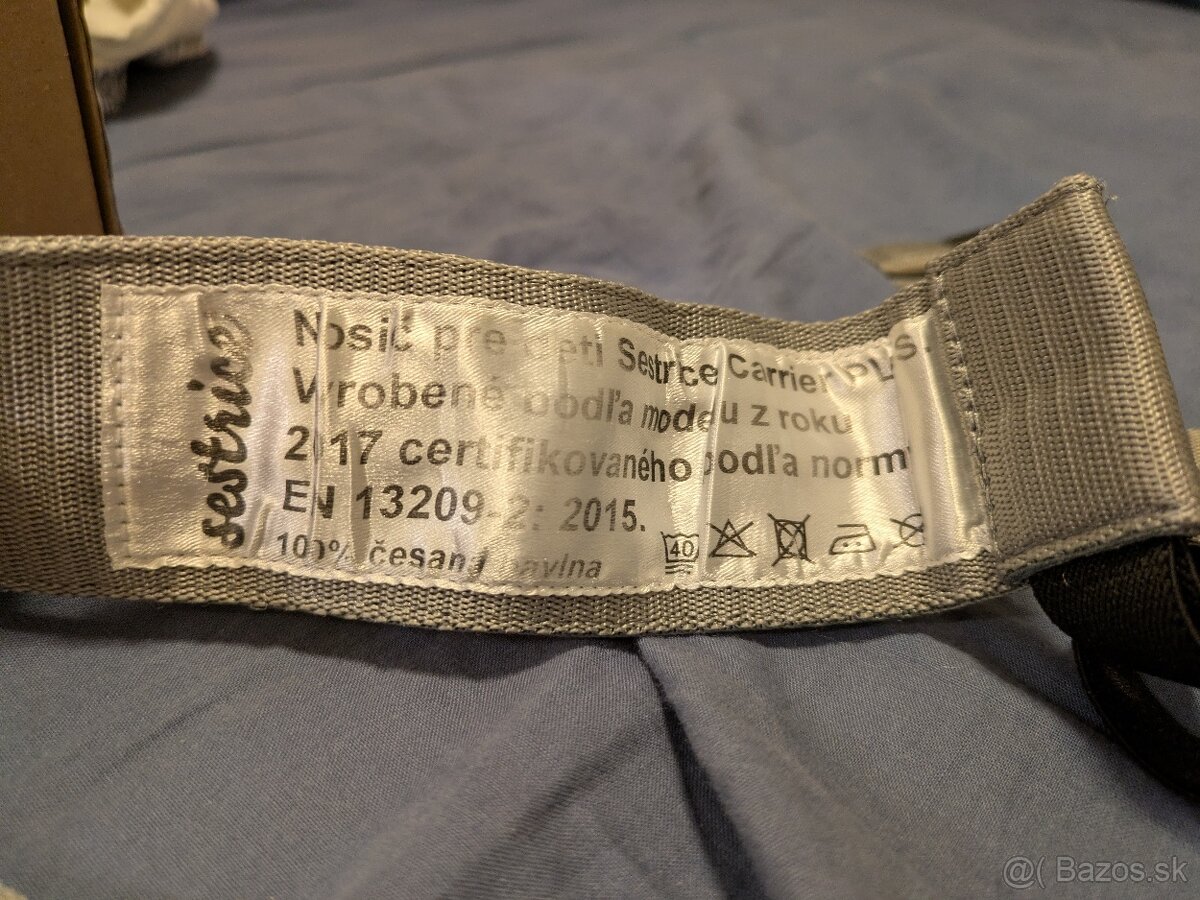 sestrice
Nosič pre deti Sestrice Carrier PLUS.
Vyrobené podľa modelu z roku
2017 certifikovaného podľa normy
EN 13209-2: 2015.
100% česaná bavlna
40
@( Bazos.sk